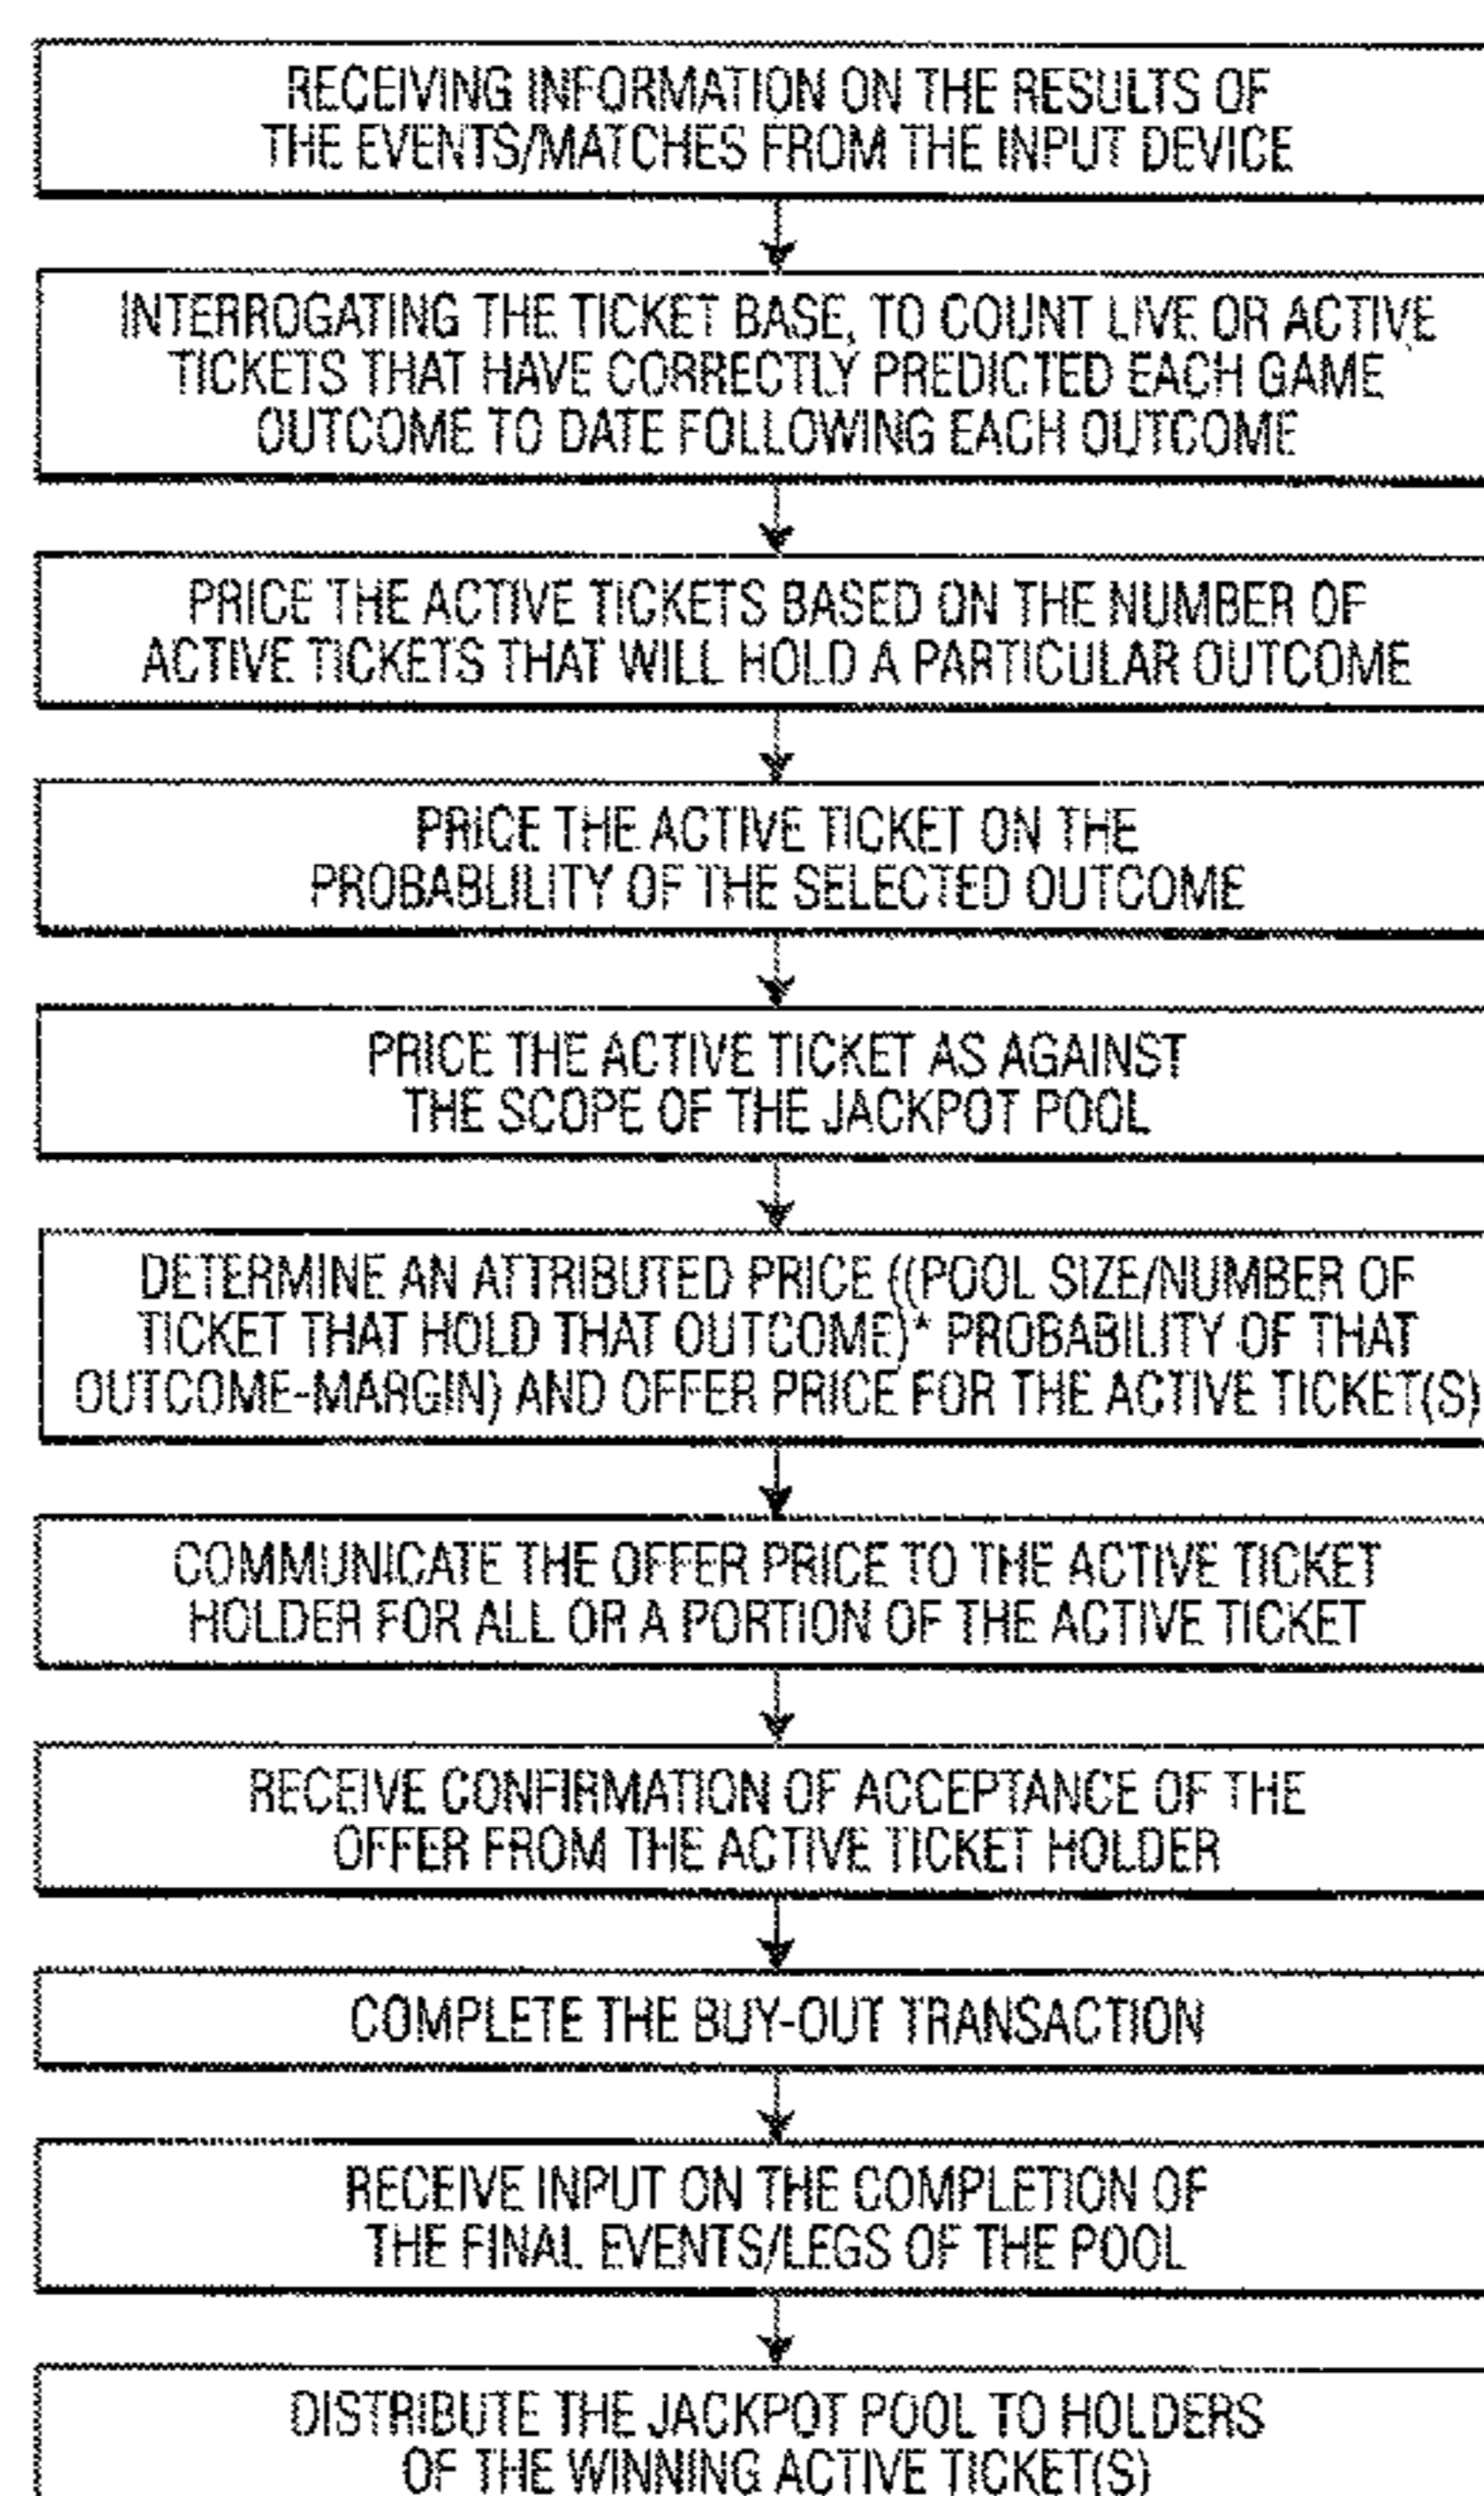 RECEIVING INFORMATION ON THE RESULTS OF
THE EVENTS/MATCHES FROM THE INPUT DEVICE
INTERROGATING THE TICKET BASE, TO COUNT LIVE OR ACTIVE
TICKETS THAT HAVE CORRECTLY PREDICTED EACH GAME
OUTCOME TO DATE FOLLOWING EACH OUTCOME
PRICE THE ACTIVE TICKETS BASED ON THE NUMBER OF
ACTIVE TICKETS THAT WILL HOLD A PARTICULAR OUTCOME
PRICE THE ACTIVE TICKET ON THE
PROBABLILITY OF THE SELECTED OUTCOME
PRICE THE ACTIVE TICKET AS AGAINST
THE SCOPE OF THE JACKPOT POOL
DETERMINE AN ATTRIBUTED PRICE ((POOL SIZE/NUMBER OF
TICKET THAT HOLD THAT OUTCOME)* PROBABILITY OF THAT
OUTCOME-MARGIN) AND OFFER PRICE FOR THE ACTIVE TICKET(S)
COMMUNICATE THE OFFER PRICE TO THE ACTIVE TICKET
HOLDER FOR ALL OR A PORTION OF THE ACTIVE TICKET
RECEIVE CONFIRMATION OF ACCEPTANCE OF THE
OFFER FROM THE ACTIVE TICKET HOLDER
COMPLETE THE BUY-OUT TRANSACTION
RECEIVE INPUT ON THE COMPLETION OF
THE FINAL EVENTS/LEGS OF THE POOL
DISTRIBUTE THE JACKPOT POOL TO HOLDERS
OF THE WINNING ACTIVE TICKET(S)